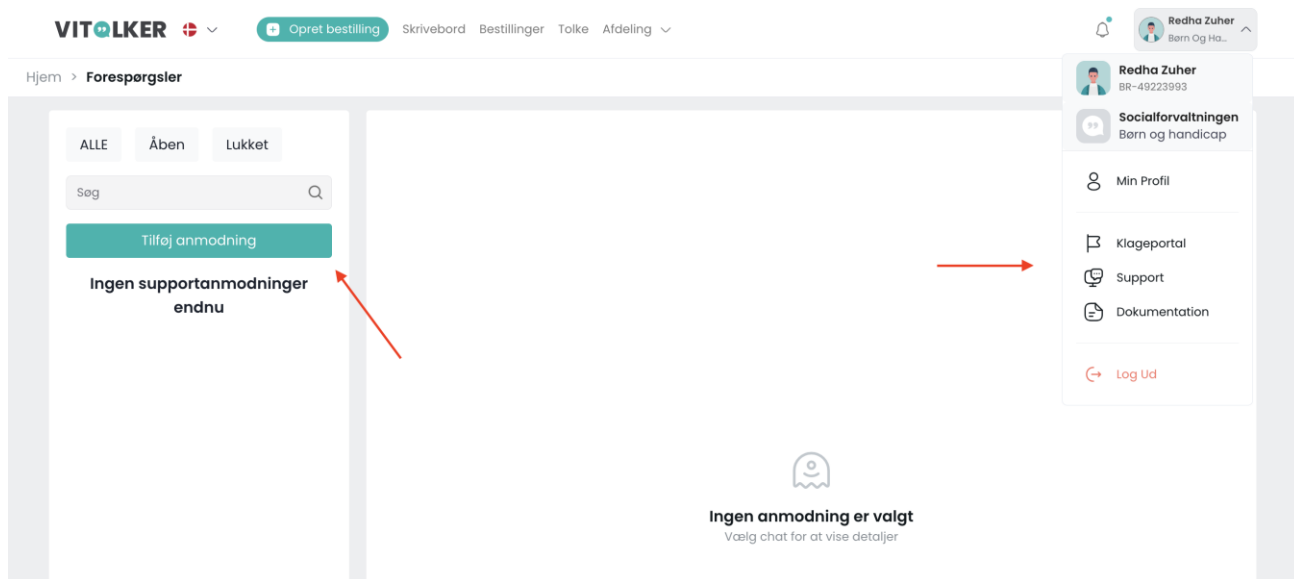 VITOLKER
Opret bestilling
Skrivebord
Bestillinger
Tolke
Afdeling
Redha Zuher
Børn Og Ha...
Hjem > Forespørgsler
Redha Zuher
BR-49223993
Socialforvaltningen
Børn og handicap
Min Profil
Klageportal
Support
Dokumentation
Log Ud
ALLE
Åben
Lukket
Søg
Tilføj anmodning
Ingen supportanmodninger
endnu
Ingen anmodning er valgt
Vælg chat for at vise detaljer